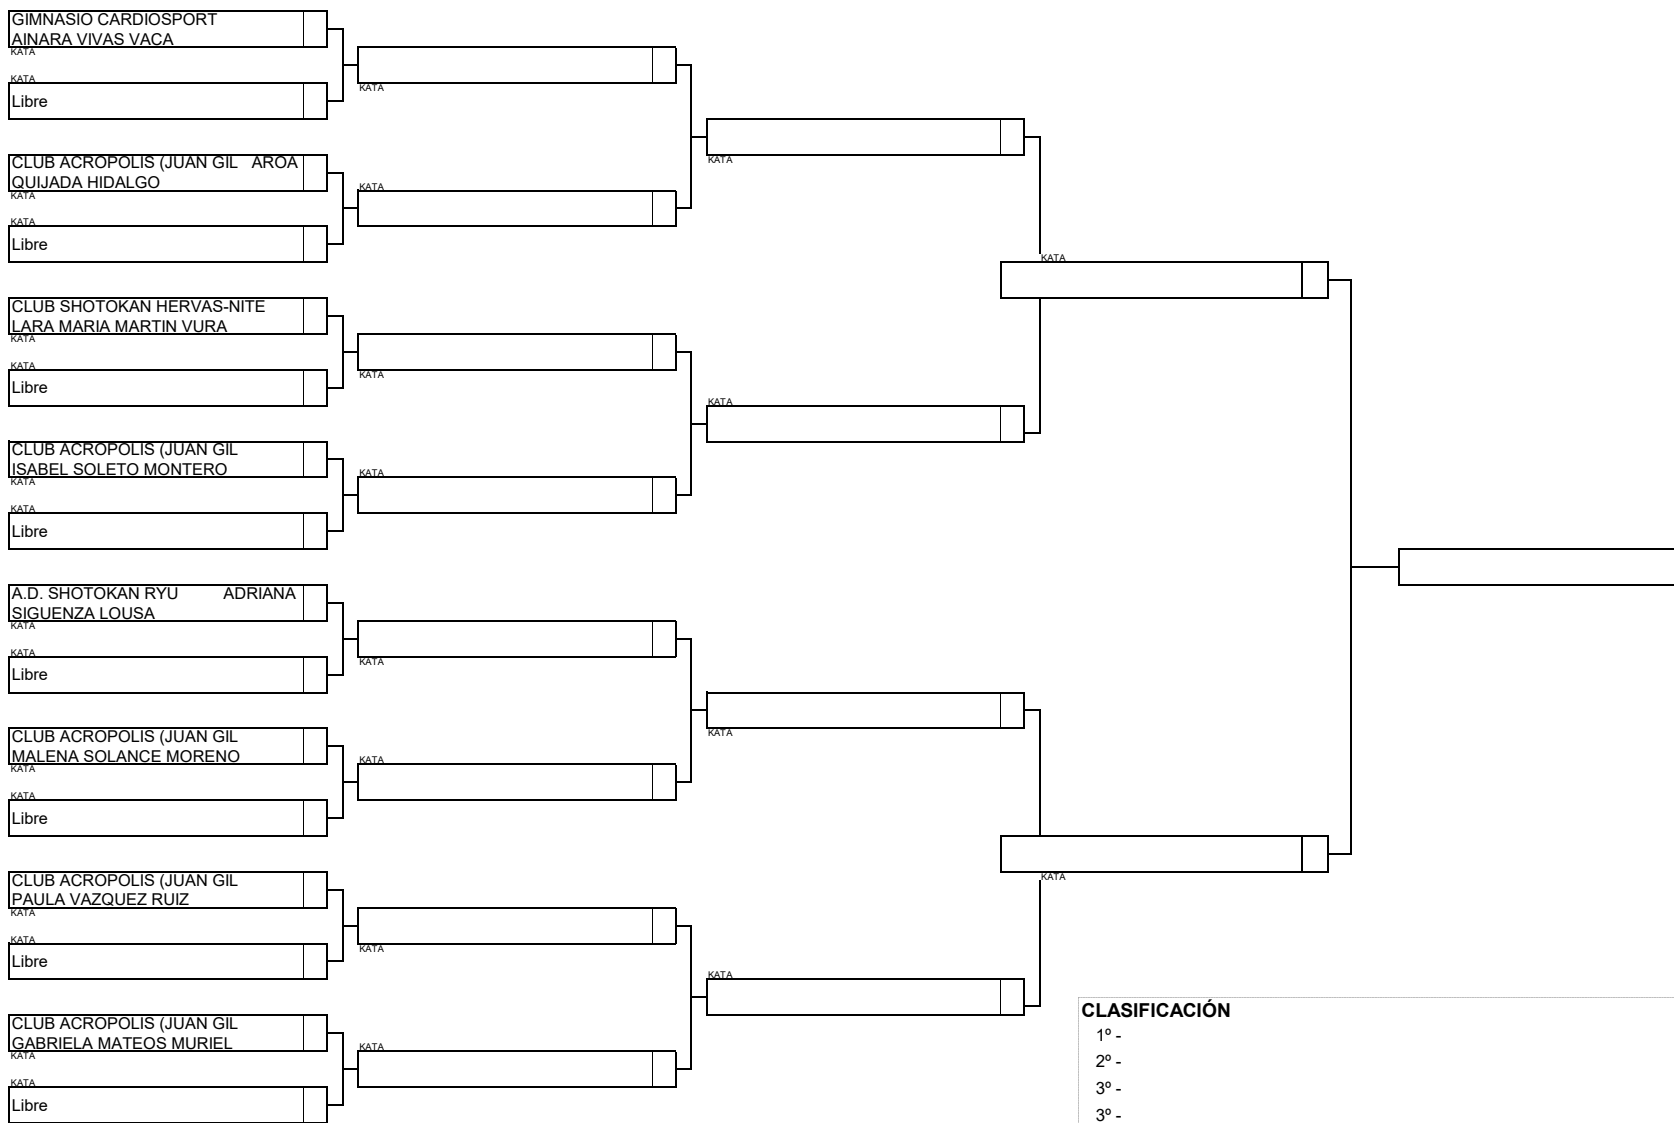 GIMNASIO CARDIOSPORT
AINARA VIVAS VACA
KATA
KATA
Libre
KATA
CLUB ACROPOLIS (JUAN GIL   AROA
QUIJADA HIDALGO
KATA
KATA
Libre
KATA
KATA
CLUB SHOTOKAN HERVAS-NITE
LARA MARIA MARTIN VURA
KATA
KATA
Libre
KATA
CLUB ACROPOLIS (JUAN GIL
ISABEL SOLETO MONTERO
KATA
KATA
Libre
KATA
KATA
KATA
A.D. SHOTOKAN RYU          ADRIANA
SIGUENZA LOUSA
KATA
KATA
Libre
KATA
CLUB ACROPOLIS (JUAN GIL
MALENA SOLANCE MORENO
KATA
KATA
Libre
KATA
KATA
CLUB ACROPOLIS (JUAN GIL
PAULA VAZQUEZ RUIZ
KATA
KATA
Libre
KATA
CLUB ACROPOLIS (JUAN GIL
GABRIELA MATEOS MURIEL
KATA
KATA
Libre
KATA
KATA
KATA
CLASIFICACIÓN
1º -
2º -
3º -
3º -